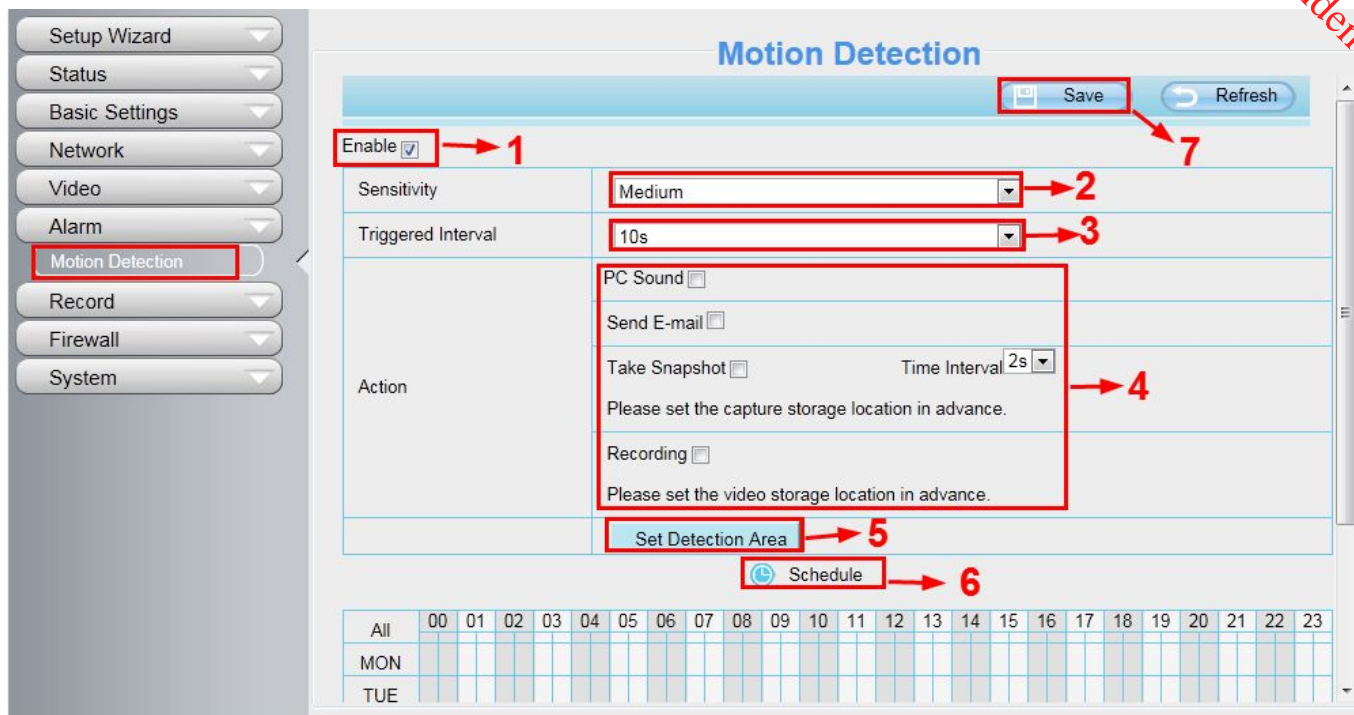 Setup Wizard
Status
Basic Settings
Network
Video
Alarm
Motion Detection
Record
Firewall
System
Motion Detection
Save
Refresh
7
Enable
1
Sensitivity
Medium
2
Triggered Interval
10s
3
Action
PC Sound
Send E-mail
Take Snapshot Time Interval 2s
Please set the capture storage location in advance.
4
Recording
Please set the video storage location in advance.
Set Detection Area
5
Schedule
6
All 00 01 02 03 04 05 06 07 08 09 10 11 12 13 14 15 16 17 18 19 20 21 22 23
MON
TUE